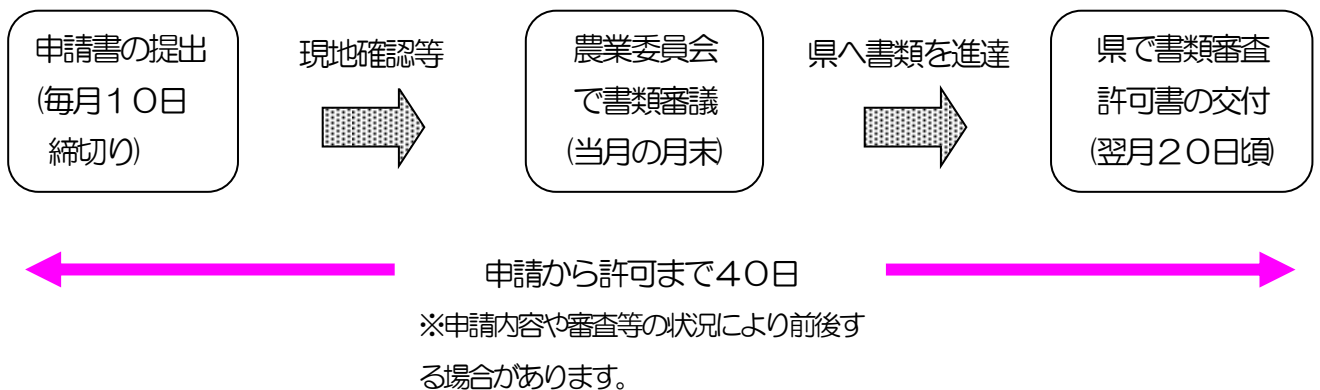 申請書の提出
(毎月１０日
締切り)
現地確認等
農業委員会
で書類審議
(当月の月末)
県へ書類を進達
県で書類審査
許可書の交付
(翌月２０日頃)
申請から許可まで４０日
※申請内容や審査等の状況により前後す
る場合があります。